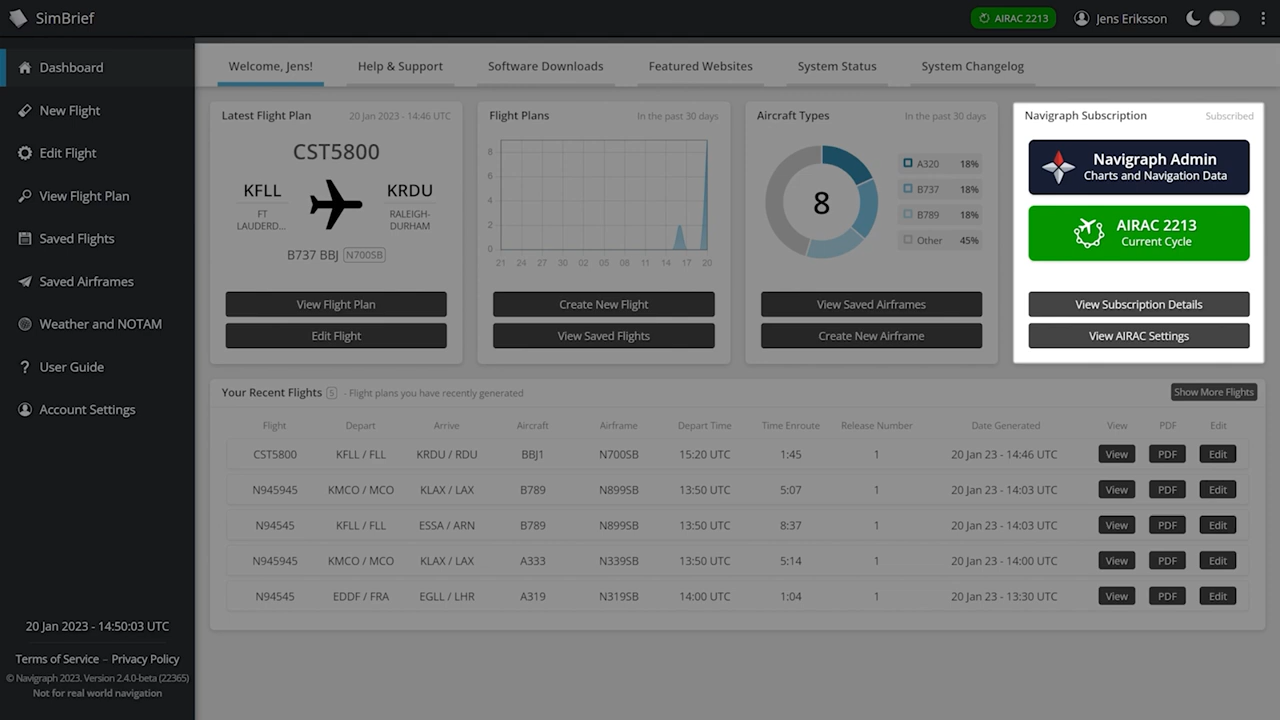 SimBrief
AIRAC 2213
Jens Eriksson
Dashboard
New Flight
Edit Flight
View Flight Plan
Saved Flights
Saved Airframes
Weather and NOTAM
User Guide
Account Settings
20 Jan 2023 - 14:50:03 UTC
Terms of Service – Privacy Policy
© Navigraph 2023. Version 2.4.0-beta (22365)
Not for real world navigation
Welcome, Jens!
Help & Support
Software Downloads
Featured Websites
System Status
System Changelog
Latest Flight Plan
20 Jan 2023 - 14:46 UTC
CST5800
KFLL
KRDU
FT LAUDERD...
RALEIGH-DURHAM
B737 BBJ N700SB
View Flight Plan
Edit Flight
Flight Plans
In the past 30 days
8
6
4
2
0
21 24 27 30 02 05 08 11 14 17 20
Create New Flight
View Saved Flights
Aircraft Types
In the past 30 days
8
A320 18%
B737 18%
B789 18%
Other 45%
View Saved Airframes
Create New Airframe
Navigraph Subscription
Subscribed
Navigraph Admin
Charts and Navigation Data
AIRAC 2213
Current Cycle
View Subscription Details
View AIRAC Settings
Your Recent Flights 5 - Flight plans you have recently generated
Show More Flights
Flight Depart Arrive Aircraft Airframe Depart Time Time Enroute Release Number Date Generated View PDF Edit
CST5800 KFLL / FLL KRDU / RDU BBJ1 N700SB 15:20 UTC 1:45 1 20 Jan 23 - 14:46 UTC View PDF Edit
N945945 KMCO / MCO KLAX / LAX B789 N899SB 13:50 UTC 5:07 1 20 Jan 23 - 14:03 UTC View PDF Edit
N94545 KFLL / FLL ESSA / ARN B789 N899SB 13:50 UTC 8:37 1 20 Jan 23 - 14:03 UTC View PDF Edit
N945945 KMCO / MCO KLAX / LAX A333 N339SB 13:50 UTC 5:14 1 20 Jan 23 - 14:00 UTC View PDF Edit
N94545 EDDF / FRA EGLL / LHR A319 N319SB 14:00 UTC 1:04 1 20 Jan 23 - 13:30 UTC View PDF Edit